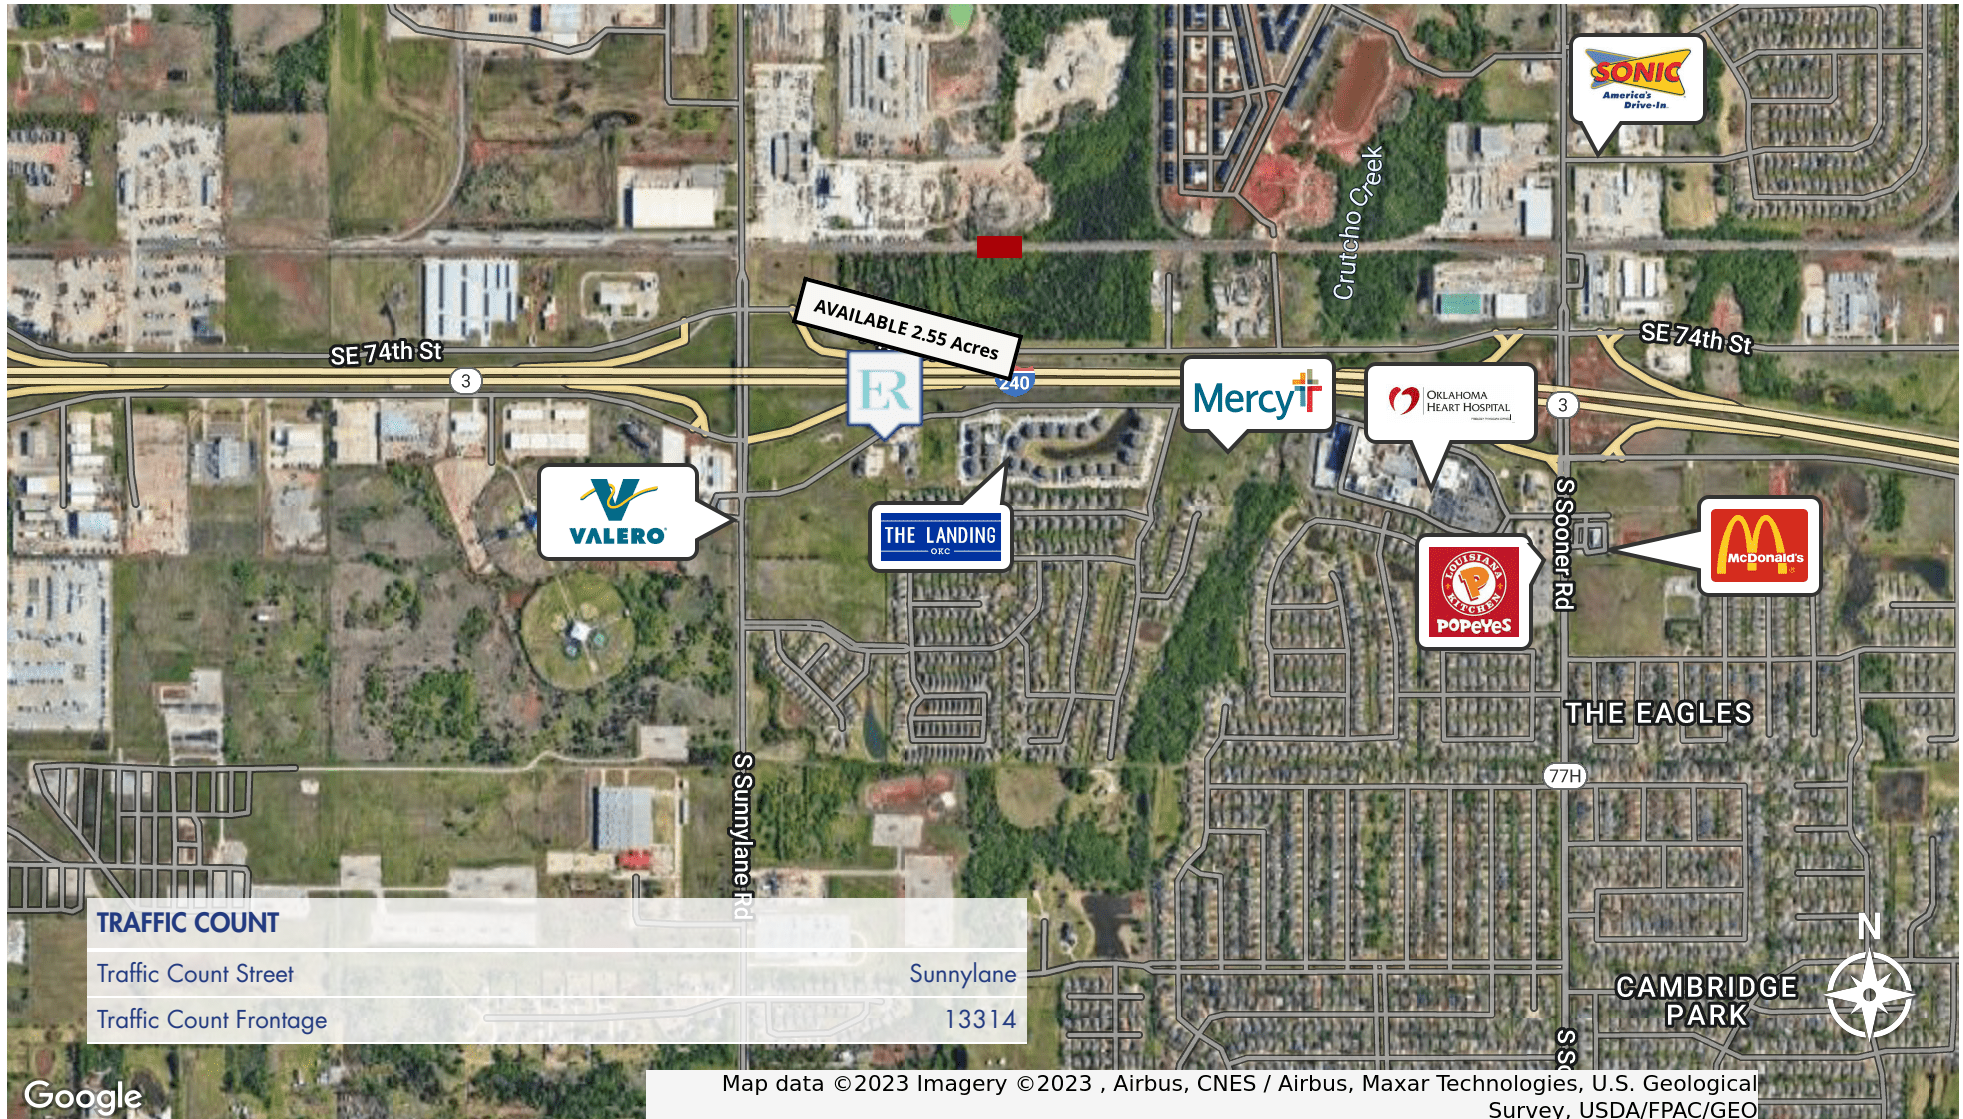 SONIC
America's
Drive-In.
Crutcho Creek
AVAILABLE 2.55 Acres
SE 74th St
SE 74th St
3
ER
240
Mercy
OKLAHOMA
HEART HOSPITAL
3
VALERO
THE LANDING
OKC
S Sooner Rd
McDonald's
LOUISIANA
KITCHEN
POPEYES
THE EAGLES
77H
S Sunnylane Rd
TRAFFIC COUNT
Traffic Count Street Sunnylane
Traffic Count Frontage 13314
N
CAMBRIDGE
PARK
S So
Google
Map data ©2023 Imagery ©2023 , Airbus, CNES / Airbus, Maxar Technologies, U.S. Geological
Survey, USDA/FPAC/GEO